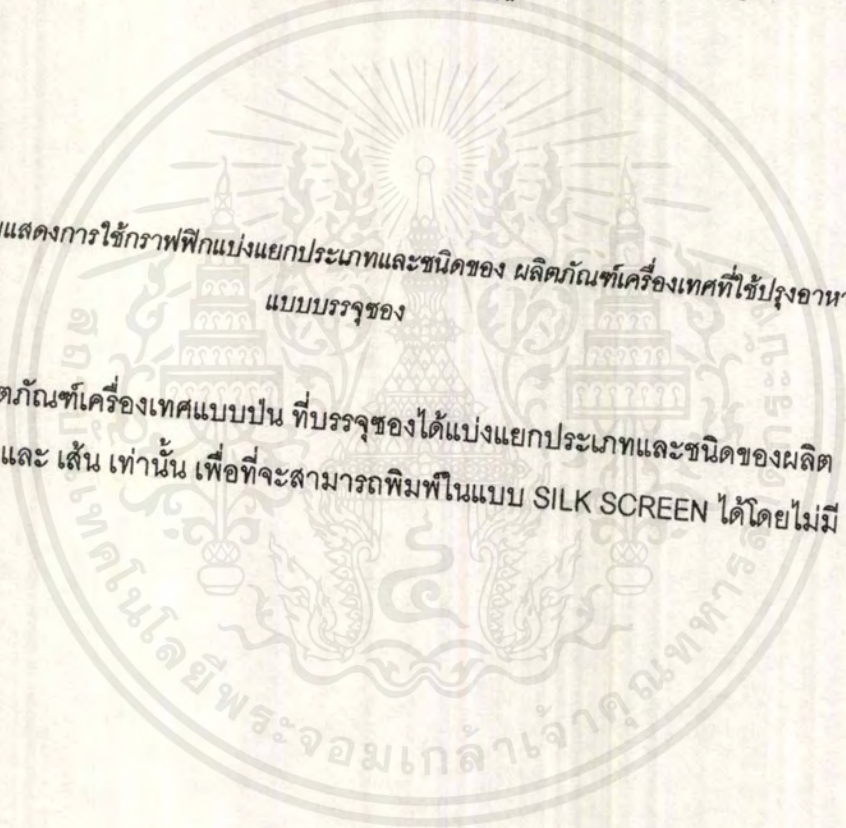 แสดงการใช้กราฟฟิกแบ่งแยกประเภทและชนิดของ ผลิตภัณฑ์เครื่องเทศที่ใช้ปรุงอาหา
แบบบรรจุซอง
ตภัณฑ์เครื่องเทศแบบป่น ที่บรรจุซองได้แบ่งแยกประเภทและชนิดของผลิต
และ เส้น เท่านั้น เพื่อที่จะสามารถพิมพ์ในแบบ SILK SCREEN ได้โดยไม่มี
เทคโนโลยีพระจอมเกล้าเจ้าคุณทหาร